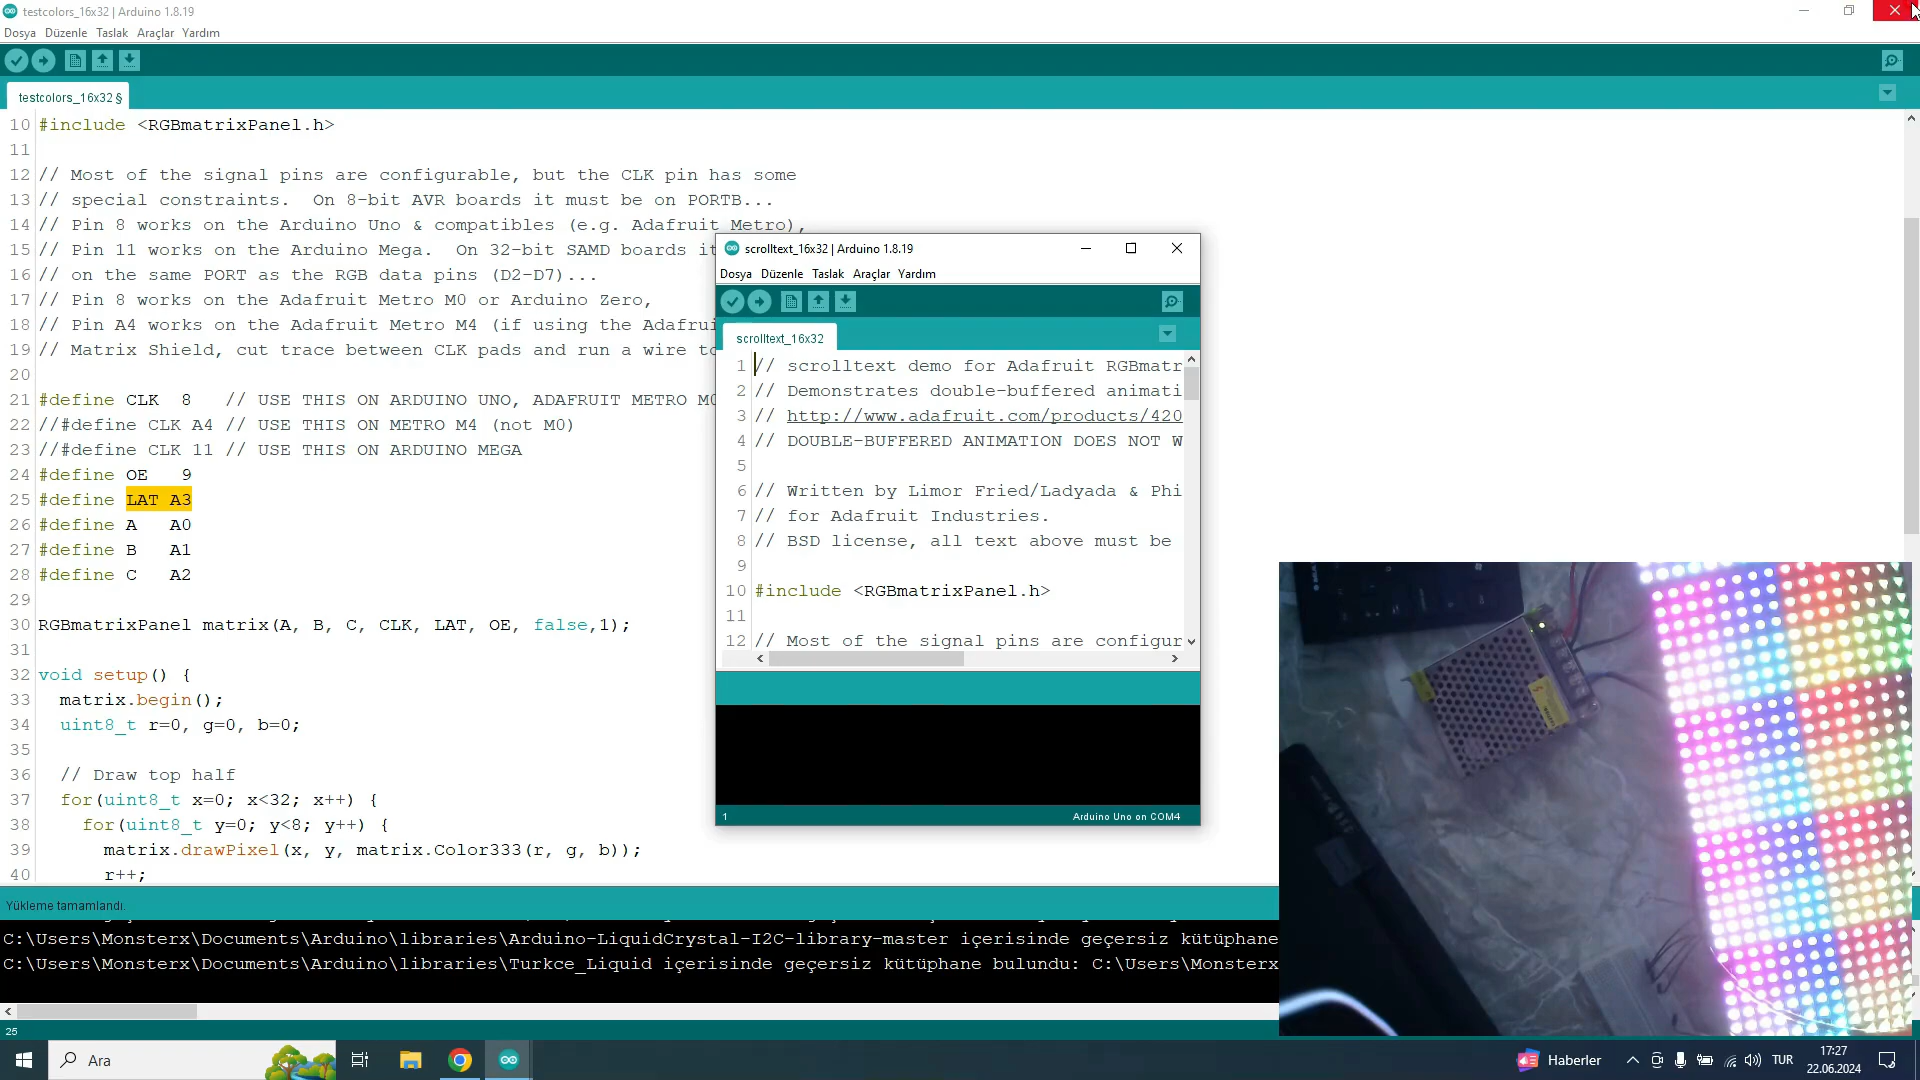 testcolors_16x32 | Arduino 1.8.19
Dosya Düzenle Taslak Araçlar Yardım
testcolors_16x32 §
10 #include <RGBmatrixPanel.h>
11
12 // Most of the signal pins are configurable, but the CLK pin has some
13 // special constraints.  On 8-bit AVR boards it must be on PORTB...
14 // Pin 8 works on the Arduino Uno & compatibles (e.g. Adafruit Metro),
15 // Pin 11 works on the Arduino Mega.  On 32-bit SAMD boards it
16 // on the same PORT as the RGB data pins (D2-D7)...
17 // Pin 8 works on the Adafruit Metro M0 or Arduino Zero,
18 // Pin A4 works on the Adafruit Metro M4 (if using the Adafrui
19 // Matrix Shield, cut trace between CLK pads and run a wire to
20
21 #define CLK  8   // USE THIS ON ARDUINO UNO, ADAFRUIT METRO M0
22 //#define CLK A4 // USE THIS ON METRO M4 (not M0)
23 //#define CLK 11 // USE THIS ON ARDUINO MEGA
24 #define OE   9
25 #define LAT A3
26 #define A   A0
27 #define B   A1
28 #define C   A2
29
30 RGBmatrixPanel matrix(A, B, C, CLK, LAT, OE, false,1);
31
32 void setup() {
33   matrix.begin();
34   uint8_t r=0, g=0, b=0;
35
36   // Draw top half
37   for(uint8_t x=0; x<32; x++) {
38     for(uint8_t y=0; y<8; y++) {
39       matrix.drawPixel(x, y, matrix.Color333(r, g, b));
40       r++;
scrolltext_16x32 | Arduino 1.8.19
Dosya Düzenle Taslak Araçlar Yardım
scrolltext_16x32
1 // scrolltext demo for Adafruit RGBmatr
2 // Demonstrates double-buffered animati
3 // http://www.adafruit.com/products/420
4 // DOUBLE-BUFFERED ANIMATION DOES NOT W
5
6 // Written by Limor Fried/Ladyada & Phi
7 // for Adafruit Industries.
8 // BSD license, all text above must be
9
10 #include <RGBmatrixPanel.h>
11
12 // Most of the signal pins are configur
1
Arduino Uno on COM4
Yükleme tamamlandı.
C:\Users\Monsterx\Documents\Arduino\libraries\Arduino-LiquidCrystal-I2C-library-master içerisinde geçersiz kütüphane
C:\Users\Monsterx\Documents\Arduino\libraries\Turkce_Liquid içerisinde geçersiz kütüphane bulundu: C:\Users\Monsterx
25
Ara
Haberler
TUR
17:27
22.06.2024